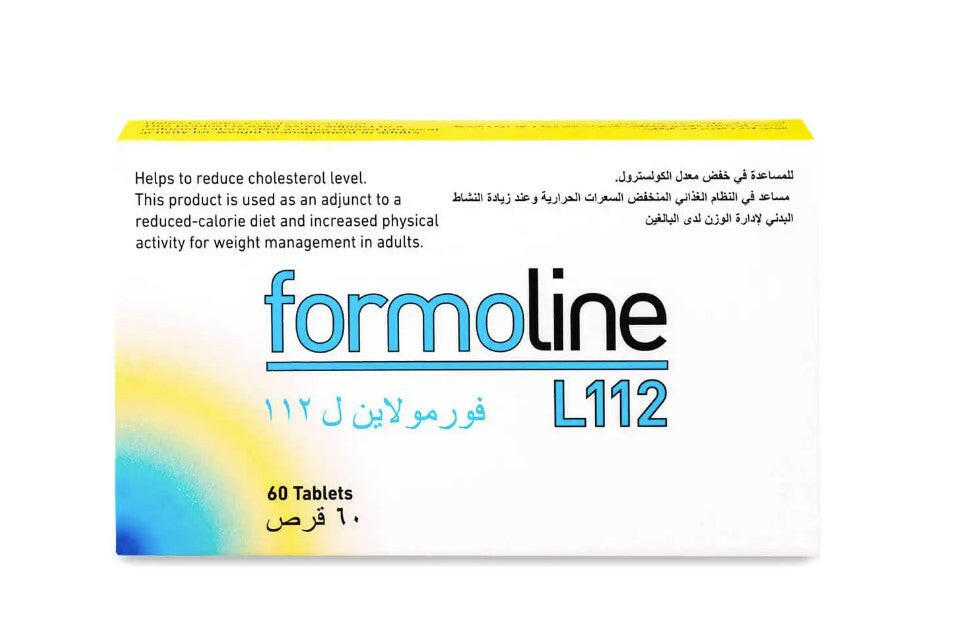 Helps to reduce cholesterol level.
This product is used as an adjunct to a
reduced-calorie diet and increased physical
activity for weight management in adults.
للمساعدة في خفض معدل الكولسترول.
مساعد في النظام الغذائي المنخفض السعرات الحرارية وعند زيادة النشاط
البدني لإدارة الوزن لدى البالغين
formoline
L112
فورمولاين ل ١١٢
60 Tablets
٦٠ قرص